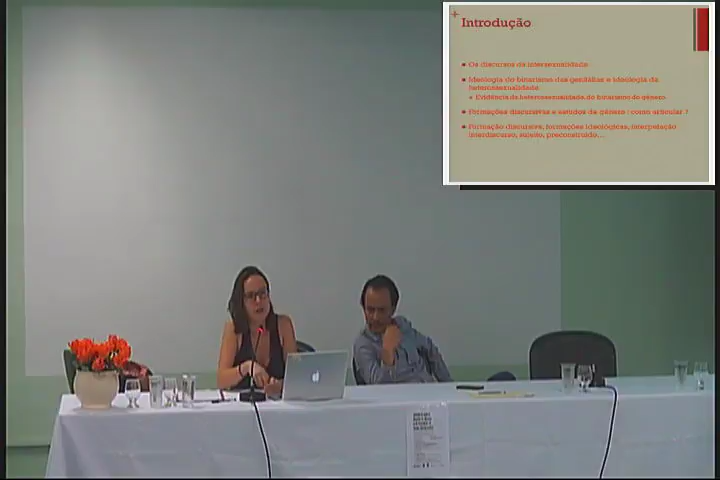 +
Introdução
Os discursos da intersexualidade
Ideologia do binarismo das genitálias e ideologia da
heterossexualidade
Evidência da heterossexualidade, do binarismo do gênero
Formações discursivas e estudos de gênero : como articular ?
Formação discursiva, formações ideológicas, interpelação
interdiscurso, sujeito, preconstruído...